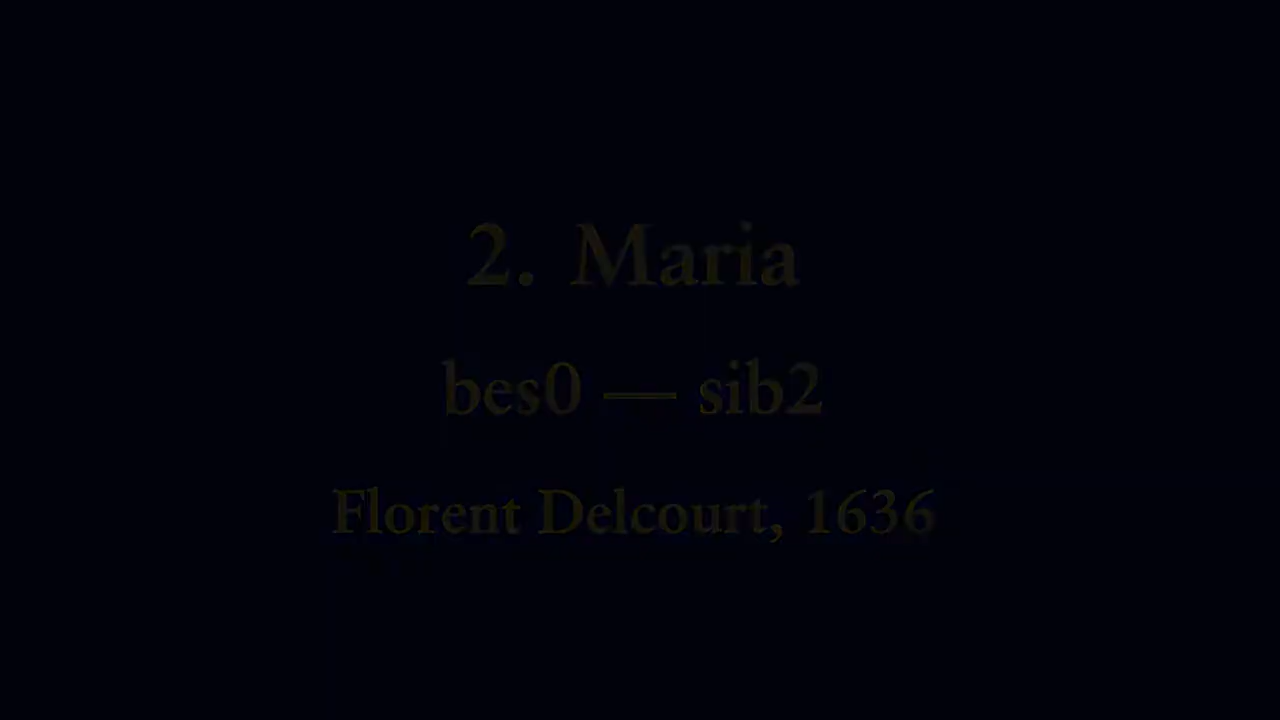 2. Maria
bes0 — sib2
Florent Delcourt, 1636